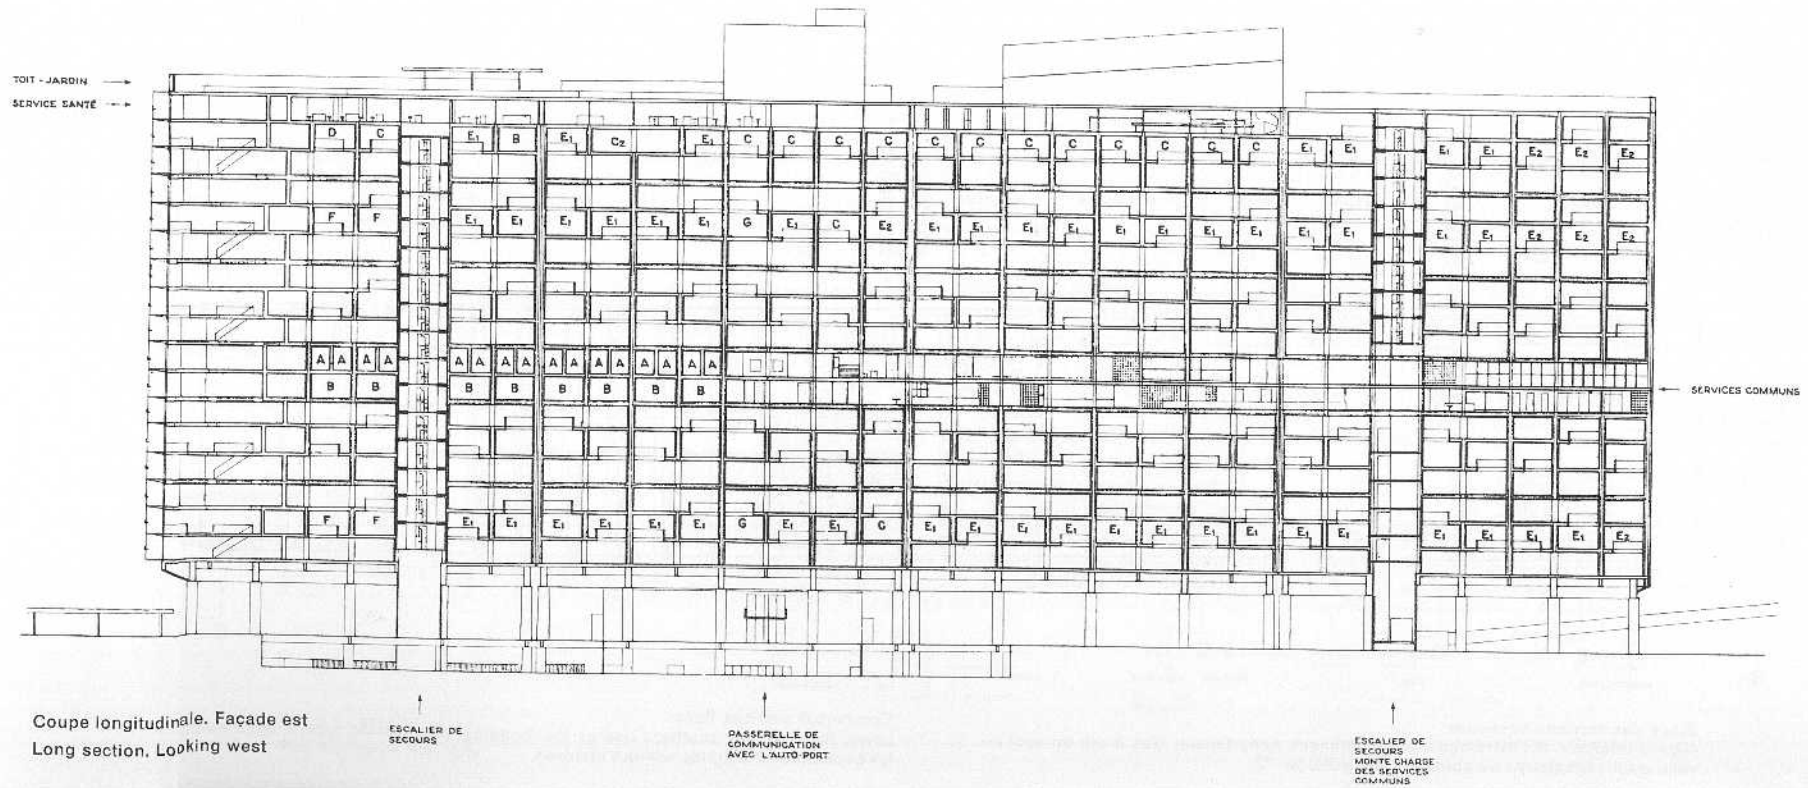 TOIT - JARDIN
SERVICE SANTÉ
D C E1 B E1 C2 E1 C C C C C C C C C C C C E1 E1 E1 E1 E2 E2 E2
F F E1 E1 E1 E1 E1 E1 G E1 C E2 E1 E1 E1 E1 E1 E1 E1 E1 E1 E1 E1 E1 E2 E2 E2
A A A A A A A A A A A A A A A A
B B B B B B B B
SERVICES COMMUNS
F F E1 E1 E1 E1 E1 E1 G E1 E1 C E1 E1 E1 E1 E1 E1 E1 E1 E1 E1 E1 E1 E1 E1 E2
Coupe longitudinale. Façade est
Long section. Looking west
ESCALIER DE
SECOURS
PASSERELLE DE
COMMUNICATION
AVEC L'AUTO-PORT
ESCALIER DE
SECOURS
MONTE CHARGE
DES SERVICES
COMMUNS